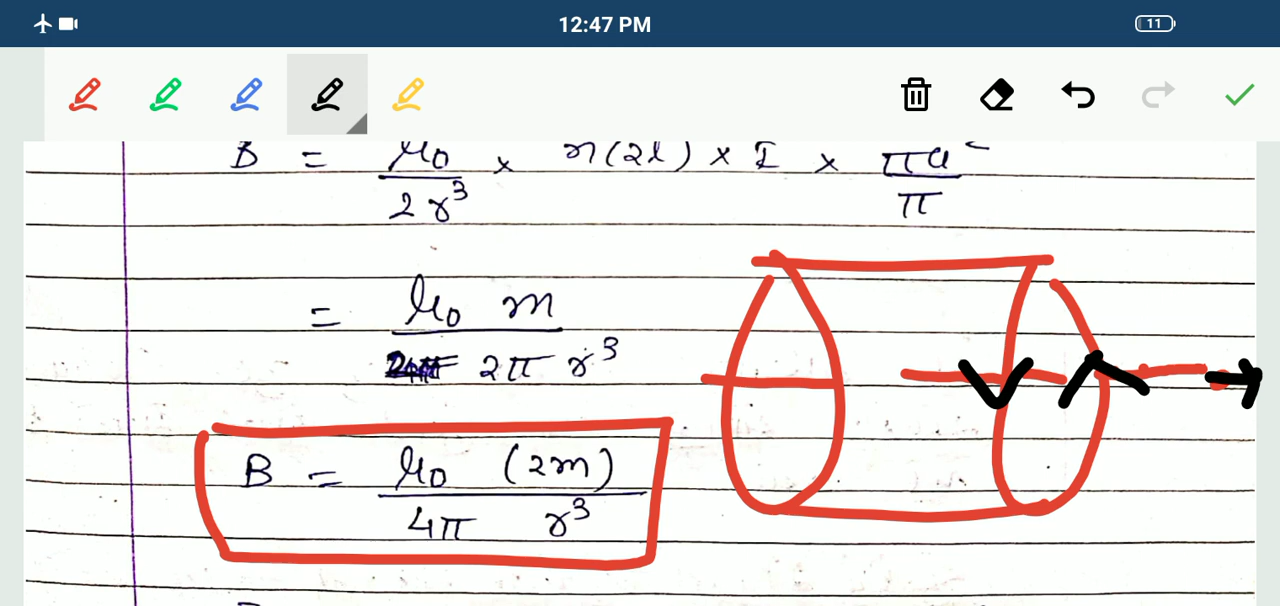 12:47 PM
11
B = μ₀/2r³ × n(2l) × I × πa²/π
= μ₀ m / 2π r³
B = μ₀ (2m) / 4π r³